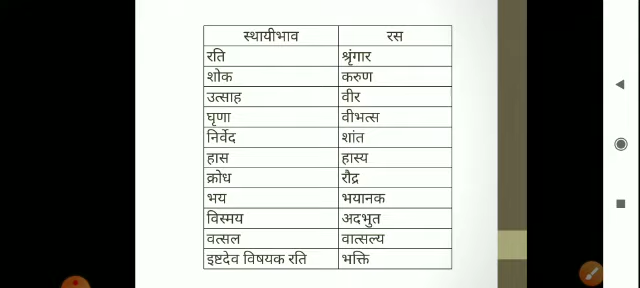 स्थायीभाव रस
रति श्रृंगार
शोक करुण
उत्साह वीर
घृणा वीभत्स
निर्वेद शांत
हास हास्य
क्रोध रौद्र
भय भयानक
विस्मय अदभुत
वत्सल वात्सल्य
इष्टदेव विषयक रति भक्ति